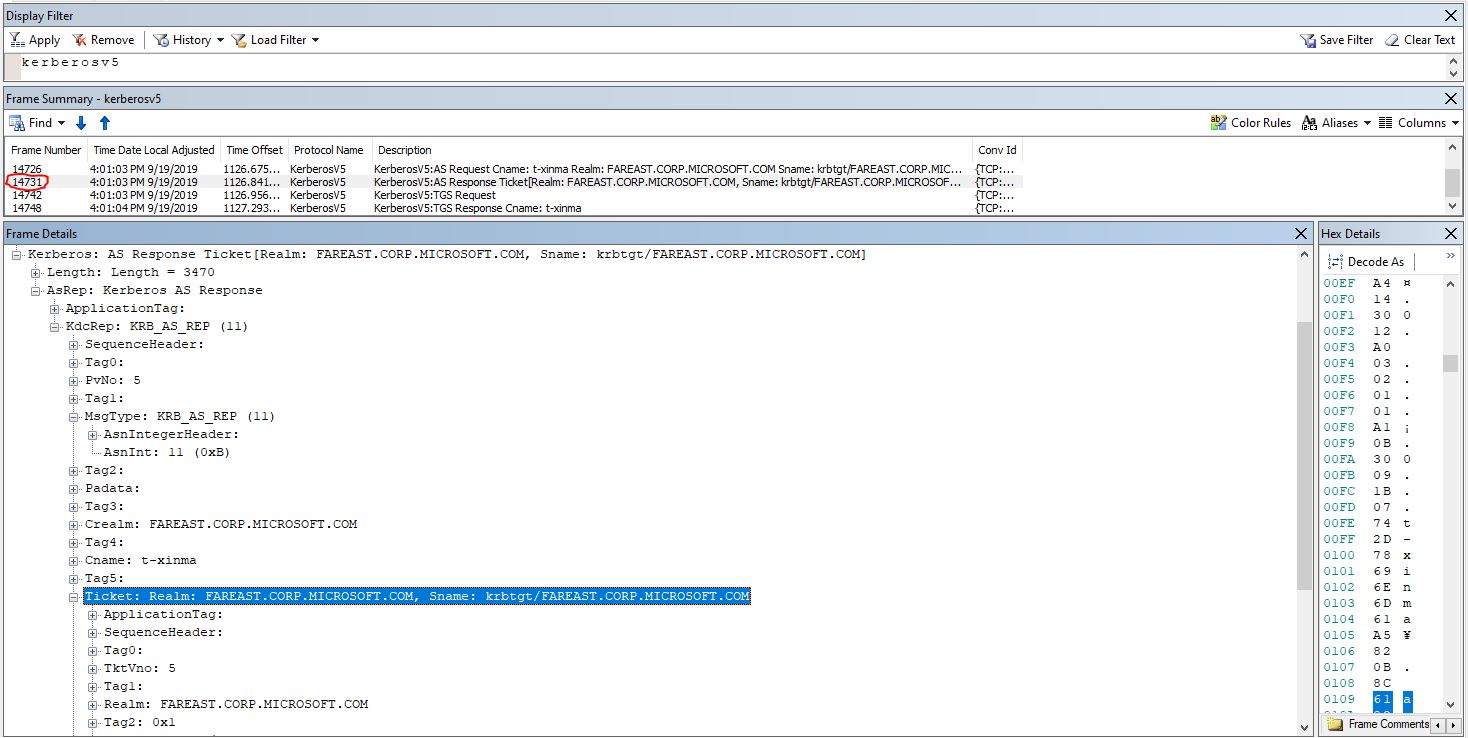 Display Filter
Apply Remove History Load Filter Save Filter Clear Text
kerberosv5
Frame Summary - kerberosv5
Find Color Rules Aliases Columns
Frame Number Time Date Local Adjusted Time Offset Protocol Name Description Conv Id
14726 4:01:03 PM 9/19/2019 1126.675... KerberosV5 KerberosV5:AS Request Cname: t-xinma Realm: FAREAST.CORP.MICROSOFT.COM Sname: krbtgt/FAREAST.CORP.MIC... {TCP:...
14731 4:01:03 PM 9/19/2019 1126.841... KerberosV5 KerberosV5:AS Response Ticket[Realm: FAREAST.CORP.MICROSOFT.COM, Sname: krbtgt/FAREAST.CORP.MICROSOF... {TCP:...
14742 4:01:03 PM 9/19/2019 1126.956... KerberosV5 KerberosV5:TGS Request {TCP:...
14748 4:01:04 PM 9/19/2019 1127.293... KerberosV5 KerberosV5:TGS Response Cname: t-xinma {TCP:...
Frame Details
Kerberos: AS Response Ticket[Realm: FAREAST.CORP.MICROSOFT.COM, Sname: krbtgt/FAREAST.CORP.MICROSOFT.COM]
Length: Length = 3470
AsRep: Kerberos AS Response
ApplicationTag:
KdcRep: KRB_AS_REP (11)
SequenceHeader:
Tag0:
PvNo: 5
Tag1:
MsgType: KRB_AS_REP (11)
AsnIntegerHeader:
AsnInt: 11 (0xB)
Tag2:
Padata:
Tag3:
Crealm: FAREAST.CORP.MICROSOFT.COM
Tag4:
Cname: t-xinma
Tag5:
Ticket: Realm: FAREAST.CORP.MICROSOFT.COM, Sname: krbtgt/FAREAST.CORP.MICROSOFT.COM
ApplicationTag:
SequenceHeader:
Tag0:
TktVno: 5
Tag1:
Realm: FAREAST.CORP.MICROSOFT.COM
Tag2: 0x1
Hex Details
Decode As
00EF A4 ¤
00F0 14 .
00F1 30 0
00F2 12 .
00F3 A0
00F4 03 .
00F5 02 .
00F6 01 .
00F7 01 .
00F8 A1 ¡
00F9 0B .
00FA 30 0
00FB 09 .
00FC 1B .
00FD 07 .
00FE 74 t
00FF 2D -
0100 78 x
0101 69 i
0102 6E n
0103 6D m
0104 61 a
0105 A5 ¥
0106 82
0107 0B .
0108 8C
0109 61 a
Frame Comments